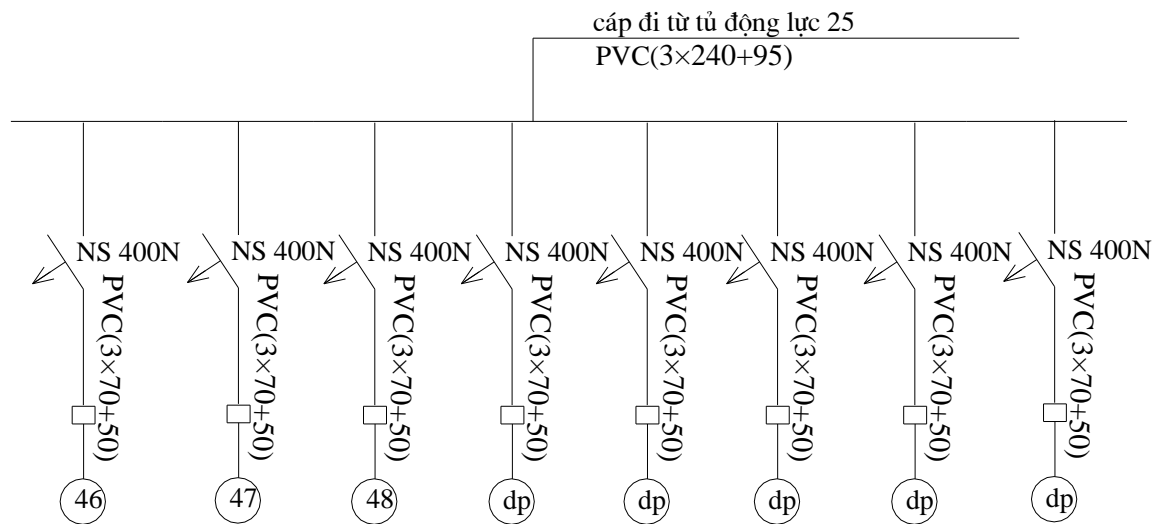 cáp đi từ tủ động lực 25
PVC(3×240+95)
NS 400N
NS 400N
NS 400N
NS 400N
NS 400N
NS 400N
NS 400N
NS 400N
PVC(3×70+50)
PVC(3×70+50)
PVC(3×70+50)
PVC(3×70+50)
PVC(3×70+50)
PVC(3×70+50)
PVC(3×70+50)
PVC(3×70+50)
46
47
48
dp
dp
dp
dp
dp